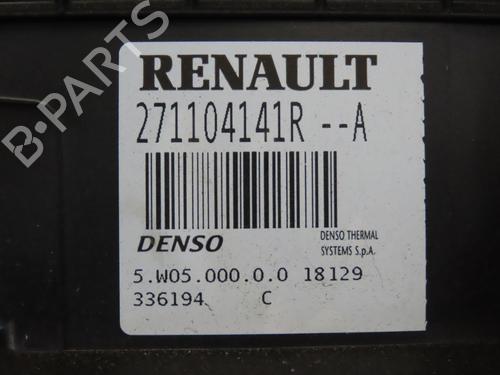 RENAULT
271104141R --A
DENSO
DENSO THERMAL
SYSTEMS S.p.A.
5.W05.000.0.0 18129
336194 C
B-PARTS